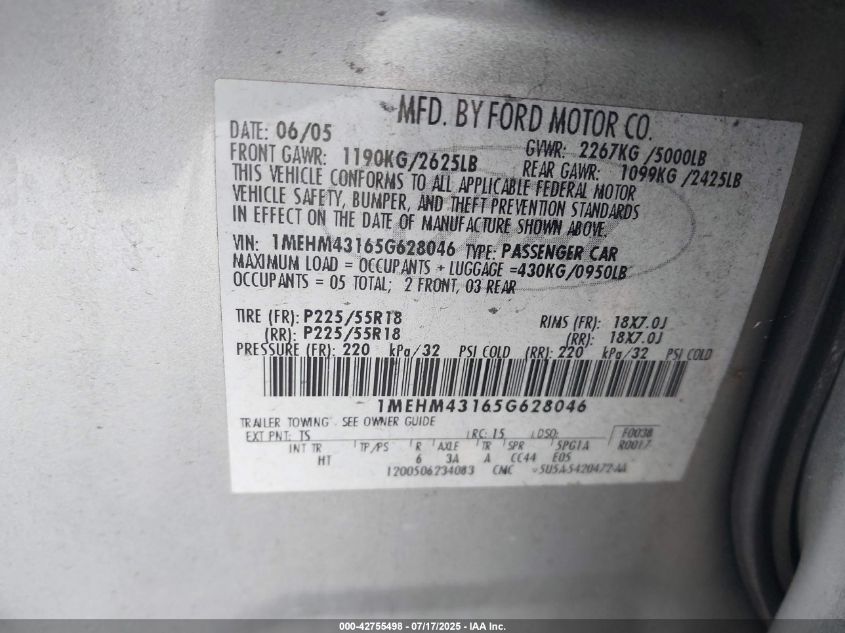 MFD. BY FORD MOTOR CO.
DATE: 06/05 GVWR: 2267KG /5000LB
FRONT GAWR: 1190KG/2625LB REAR GAWR: 1099KG /2425LB
THIS VEHICLE CONFORMS TO ALL APPLICABLE FEDERAL MOTOR
VEHICLE SAFETY, BUMPER, AND THEFT PREVENTION STANDARDS
IN EFFECT ON THE DATE OF MANUFACTURE SHOWN ABOVE.
VIN: 1MEHM43165G628046 TYPE: PASSENGER CAR
MAXIMUM LOAD = OCCUPANTS + LUGGAGE =430KG/0950LB
OCCUPANTS = 05 TOTAL; 2 FRONT, 03 REAR
TIRE (FR): P225/55R18 RIMS (FR): 18X7.0J
(RR): P225/55R18 (RR): 18X7.0J
PRESSURE (FR): 220 kPa/32 PSI COLD (RR): 220 kPa/32 PSI COLD
1MEHM43165G628046
TRAILER TOWING - SEE OWNER GUIDE
EXT PNT: TS RC: 15 DSO: F0038
INT TR TP/PS R AXLE TR SPR 5PG1A R0017
HT 6 3A A CC44 E05
1200506234083 CMC 5U5A-5420472-AA
000-42755498 - 07/17/2025 - IAA Inc.